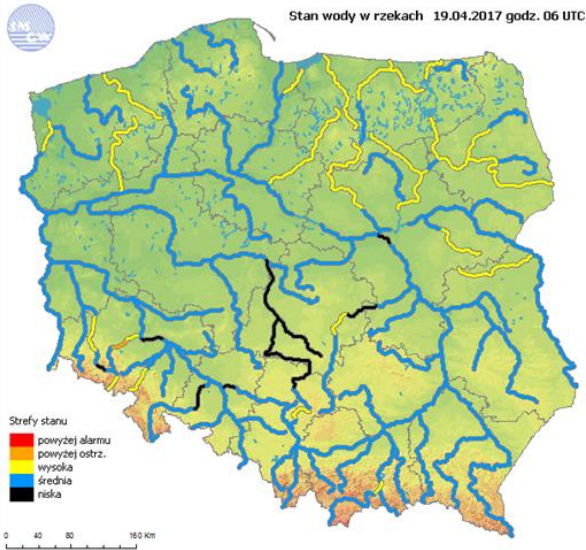 Stan wody w rzekach 19.04.2017 godz. 06 UTC
Strefy stanu
powyżej alarmu
powyżej ostrz.
wysoka
średnia
niska
0 40 80 160 Km